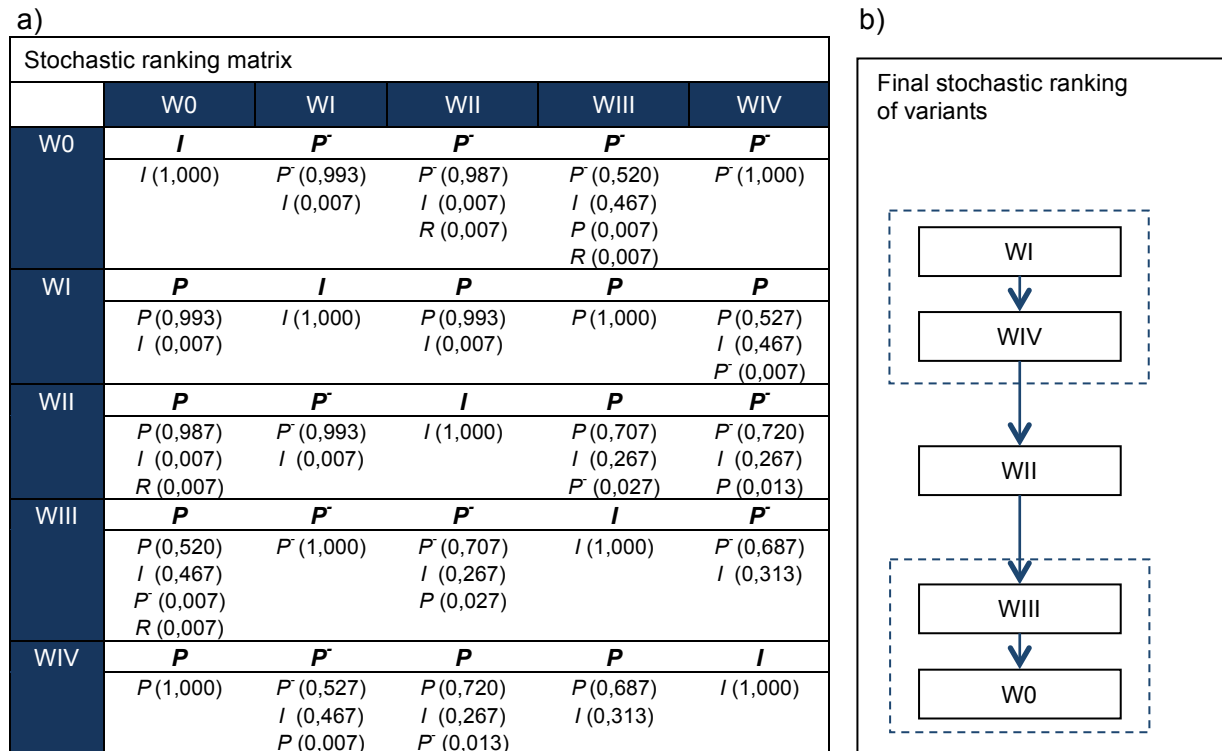 a)
Stochastic ranking matrix
W0 WI WII WIII WIV
W0 I P⁻ P⁻ P⁻ P⁻
I (1,000) P⁻ (0,993) P⁻ (0,987) P⁻ (0,520) P⁻ (1,000)
I (0,007) I (0,007) I (0,467)
R (0,007) P (0,007)
R (0,007)
WI P I P P P
P (0,993) I (1,000) P (0,993) P (1,000) P (0,527)
I (0,007) I (0,007) I (0,467)
P⁻ (0,007)
WII P P⁻ I P P⁻
P (0,987) P⁻ (0,993) I (1,000) P (0,707) P⁻ (0,720)
I (0,007) I (0,007) I (0,267) I (0,267)
R (0,007) P⁻ (0,027) P (0,013)
WIII P P⁻ P⁻ I P⁻
P (0,520) P⁻ (1,000) P⁻ (0,707) I (1,000) P⁻ (0,687)
I (0,467) I (0,267) I (0,313)
P⁻ (0,007) P (0,027)
R (0,007)
WIV P P⁻ P P I
P (1,000) P⁻ (0,527) P (0,720) P (0,687) I (1,000)
I (0,467) I (0,267) I (0,313)
P (0,007) P⁻ (0,013)
b)
Final stochastic ranking
of variants
WI
WIV
WII
WIII
W0